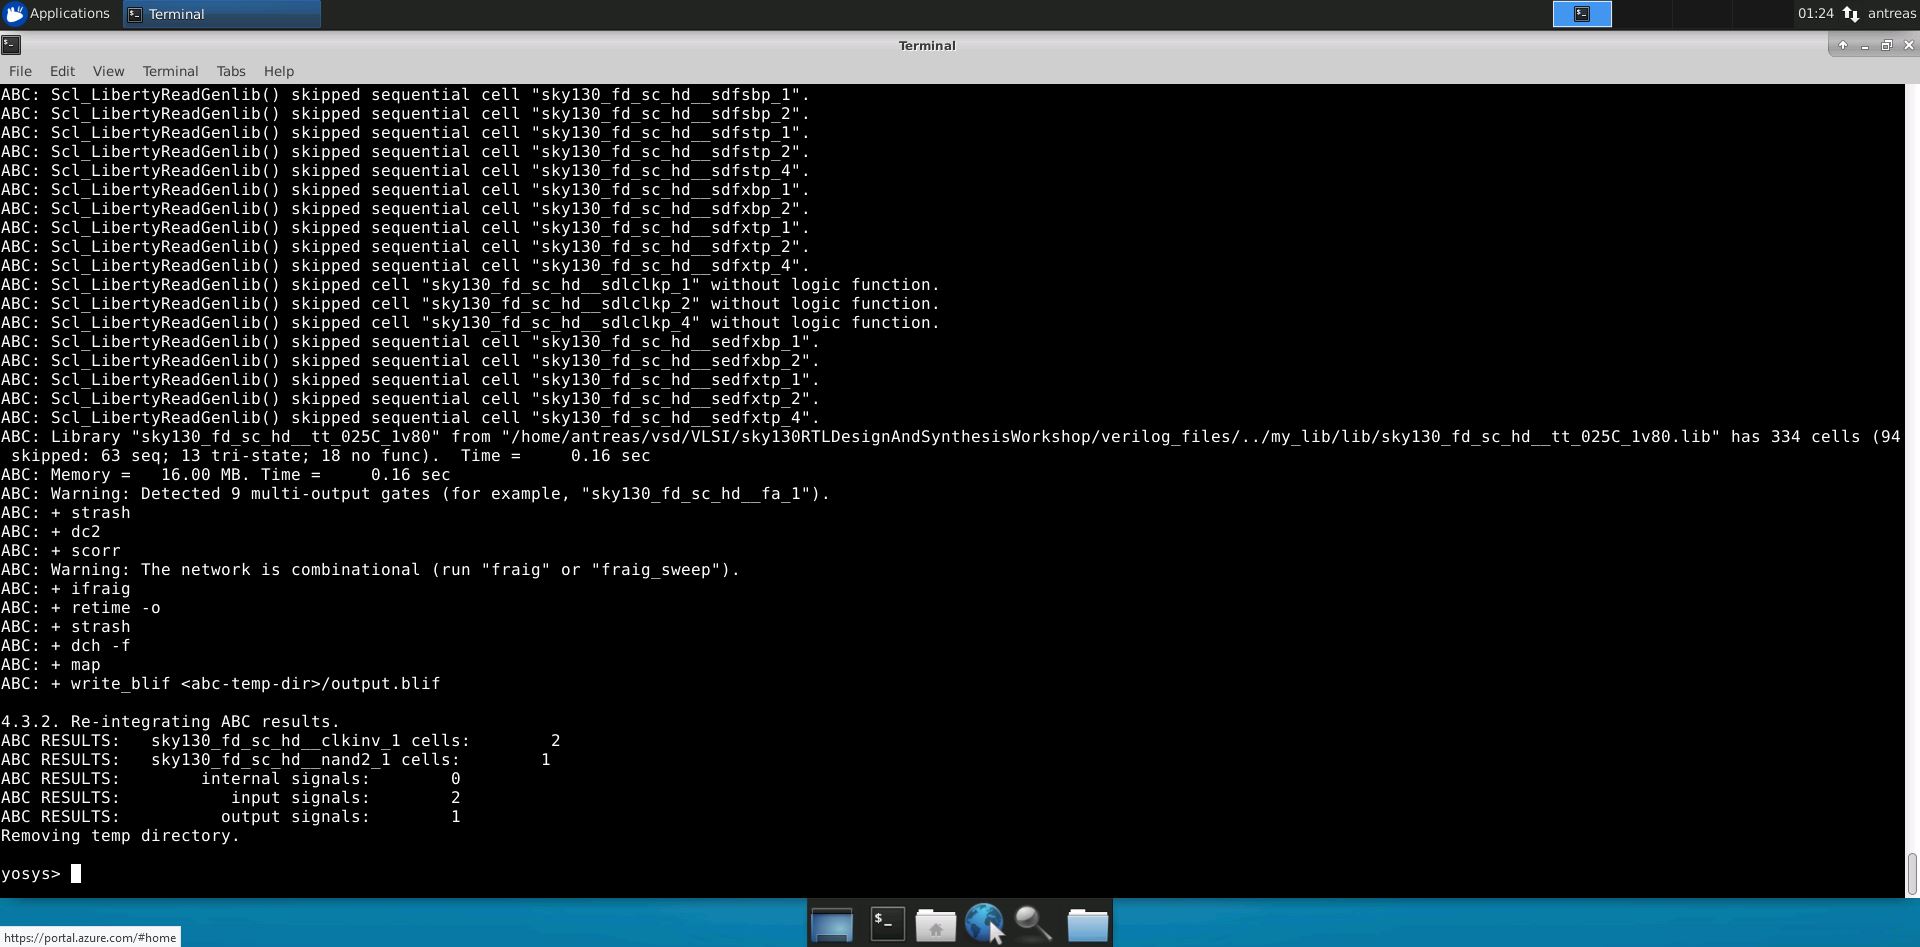 Applications
Terminal
01:24
antreas
Terminal
File Edit View Terminal Tabs Help
ABC: Scl_LibertyReadGenlib() skipped sequential cell "sky130_fd_sc_hd__sdfsbp_1".
ABC: Scl_LibertyReadGenlib() skipped sequential cell "sky130_fd_sc_hd__sdfsbp_2".
ABC: Scl_LibertyReadGenlib() skipped sequential cell "sky130_fd_sc_hd__sdfstp_1".
ABC: Scl_LibertyReadGenlib() skipped sequential cell "sky130_fd_sc_hd__sdfstp_2".
ABC: Scl_LibertyReadGenlib() skipped sequential cell "sky130_fd_sc_hd__sdfstp_4".
ABC: Scl_LibertyReadGenlib() skipped sequential cell "sky130_fd_sc_hd__sdfxbp_1".
ABC: Scl_LibertyReadGenlib() skipped sequential cell "sky130_fd_sc_hd__sdfxbp_2".
ABC: Scl_LibertyReadGenlib() skipped sequential cell "sky130_fd_sc_hd__sdfxtp_1".
ABC: Scl_LibertyReadGenlib() skipped sequential cell "sky130_fd_sc_hd__sdfxtp_2".
ABC: Scl_LibertyReadGenlib() skipped sequential cell "sky130_fd_sc_hd__sdfxtp_4".
ABC: Scl_LibertyReadGenlib() skipped cell "sky130_fd_sc_hd__sdlclkp_1" without logic function.
ABC: Scl_LibertyReadGenlib() skipped cell "sky130_fd_sc_hd__sdlclkp_2" without logic function.
ABC: Scl_LibertyReadGenlib() skipped cell "sky130_fd_sc_hd__sdlclkp_4" without logic function.
ABC: Scl_LibertyReadGenlib() skipped sequential cell "sky130_fd_sc_hd__sedfxbp_1".
ABC: Scl_LibertyReadGenlib() skipped sequential cell "sky130_fd_sc_hd__sedfxbp_2".
ABC: Scl_LibertyReadGenlib() skipped sequential cell "sky130_fd_sc_hd__sedfxtp_1".
ABC: Scl_LibertyReadGenlib() skipped sequential cell "sky130_fd_sc_hd__sedfxtp_2".
ABC: Scl_LibertyReadGenlib() skipped sequential cell "sky130_fd_sc_hd__sedfxtp_4".
ABC: Library "sky130_fd_sc_hd__tt_025C_1v80" from "/home/antreas/vsd/VLSI/sky130RTLDesignAndSynthesisWorkshop/verilog_files/../my_lib/lib/sky130_fd_sc_hd__tt_025C_1v80.lib" has 334 cells (94
skipped: 63 seq; 13 tri-state; 18 no func).  Time =     0.16 sec
ABC: Memory =   16.00 MB. Time =     0.16 sec
ABC: Warning: Detected 9 multi-output gates (for example, "sky130_fd_sc_hd__fa_1").
ABC: + strash
ABC: + dc2
ABC: + scorr
ABC: Warning: The network is combinational (run "fraig" or "fraig_sweep").
ABC: + ifraig
ABC: + retime -o
ABC: + strash
ABC: + dch -f
ABC: + map
ABC: + write_blif <abc-temp-dir>/output.blif
4.3.2. Re-integrating ABC results.
ABC RESULTS:   sky130_fd_sc_hd__clkinv_1 cells:        2
ABC RESULTS:   sky130_fd_sc_hd__nand2_1 cells:        1
ABC RESULTS:        internal signals:        0
ABC RESULTS:           input signals:        2
ABC RESULTS:          output signals:        1
Removing temp directory.
yosys>
https://portal.azure.com/#home